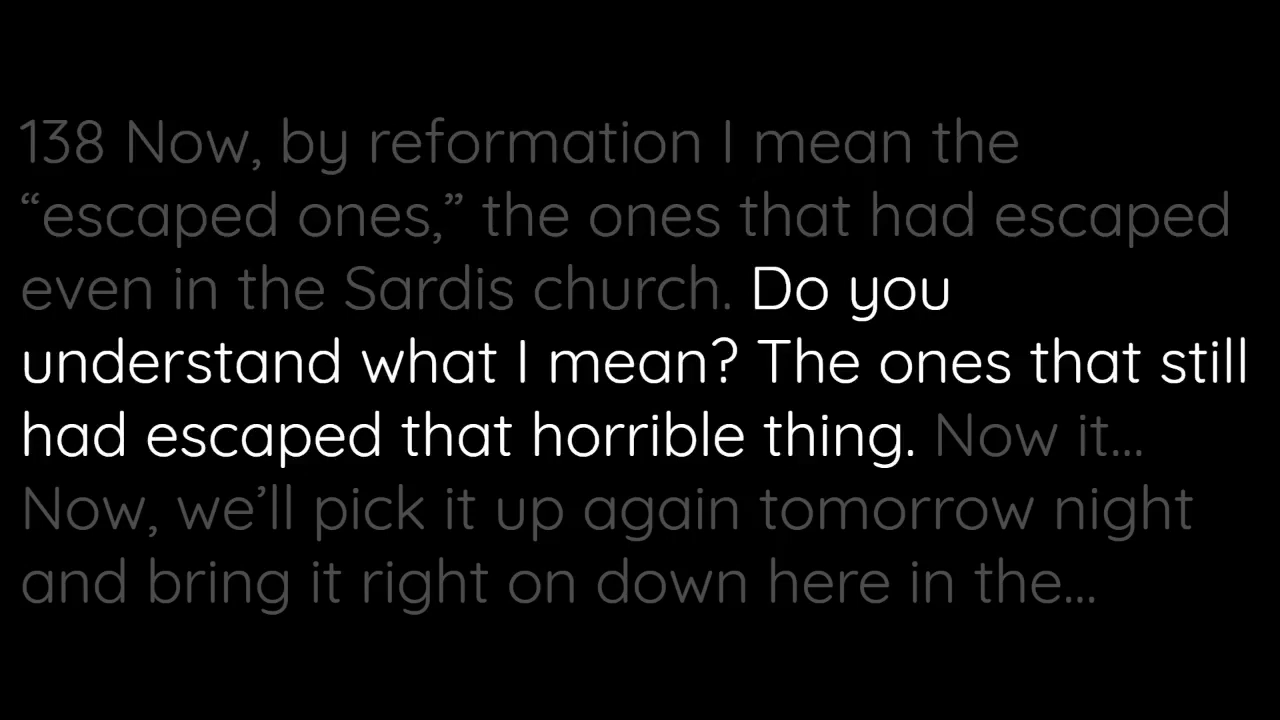 138 Now, by reformation I mean the
“escaped ones,” the ones that had escaped
even in the Sardis church. Do you
understand what I mean? The ones that still
had escaped that horrible thing. Now it...
Now, we’ll pick it up again tomorrow night
and bring it right on down here in the...